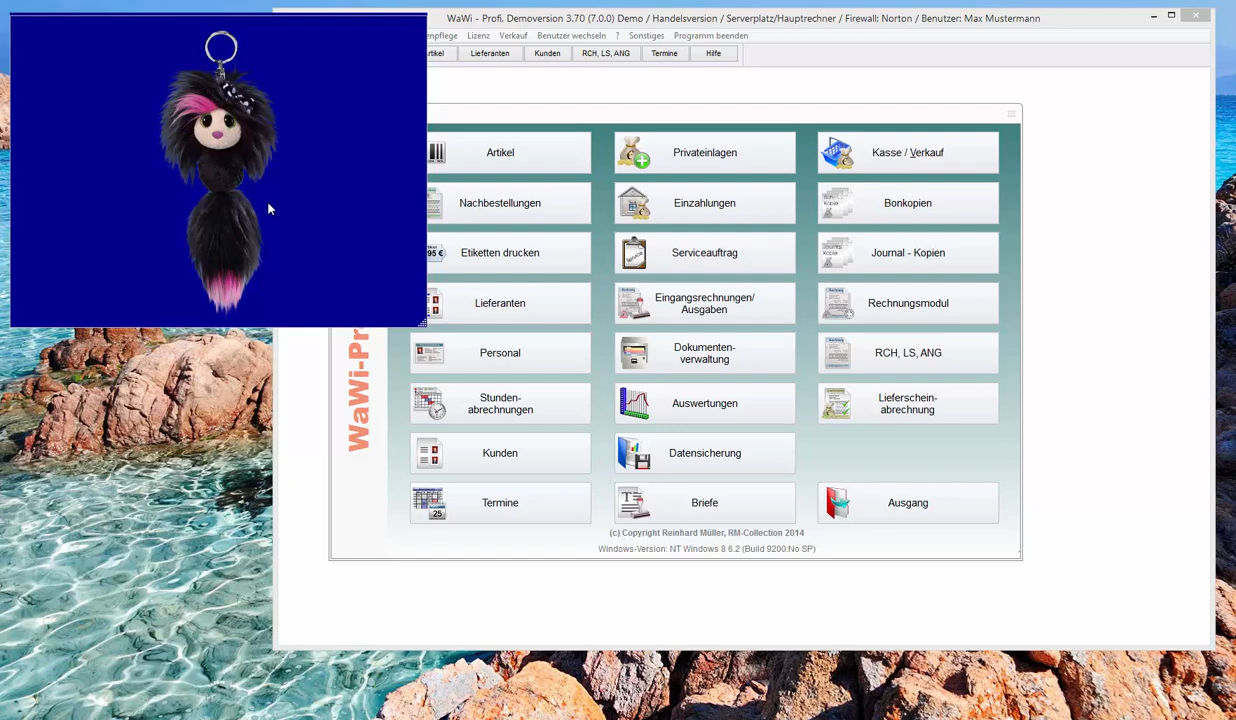 WaWi - Profi, Demoversion 3.70 (7.0.0) Demo / Handelsversion / Serverplatz/Hauptrechner / Firewall: Norton / Benutzer: Max Mustermann
Lizenz Verkauf Benutzer wechseln ? Sonstiges Programm beenden
Lieferanten Kunden RCH, LS, ANG Termine Hilfe
Artikel Privateinlagen Kasse / Verkauf
Nachbestellungen Einzahlungen Bonkopien
Etiketten drucken Serviceauftrag Journal - Kopien
Lieferanten Eingangsrechnungen/ Rechnungsmodul
Ausgaben
Personal Dokumenten- RCH, LS, ANG
verwaltung
Stunden- Auswertungen Lieferschein-
abrechnungen abrechnung
Kunden Datensicherung
Termine Briefe Ausgang
WaWi-Pr
(c) Copyright Reinhard Müller, RM-Collection 2014
Windows-Version: NT Windows 8 6.2 (Build 9200:No SP)